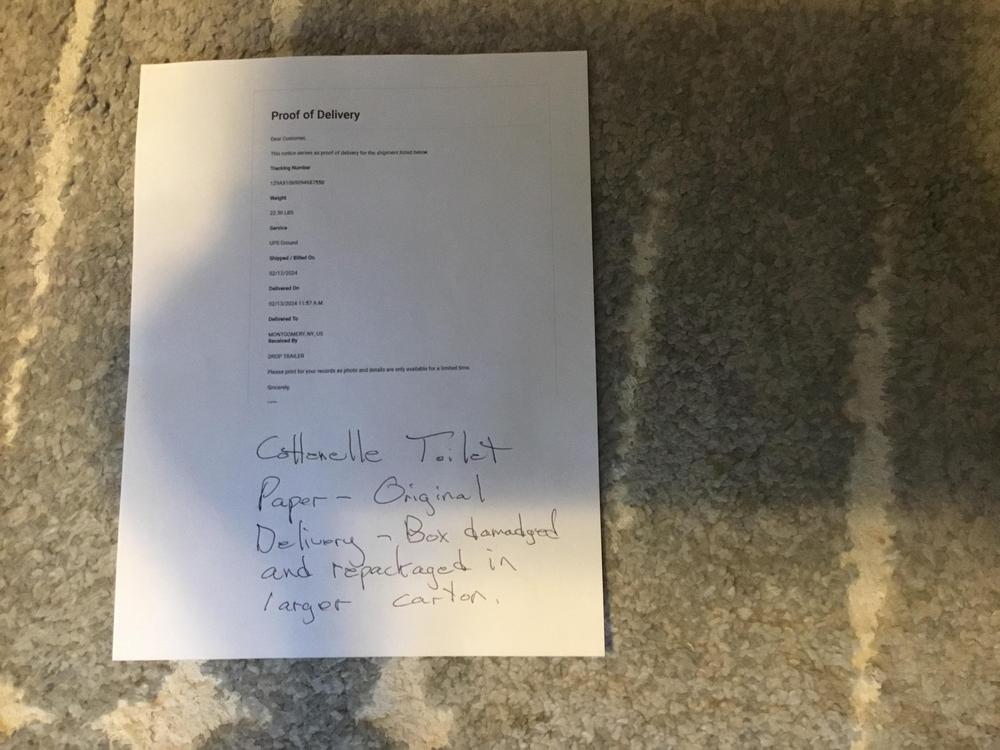 Proof of Delivery
Dear Customer,
This notice serves as proof of delivery for the shipment listed below
Tracking Number
Weight
22.30 LBS
Service
UPS Ground
Shipped / Billed On
02/12/2024
Delivered On
02/13/2024 11:57 A.M.
Delivered To
MONTGOMERY, NY, US
Received By
DROP TRAILER
Please print for your records as photo and details are only available for a limited time.
Sincerely,
Cottonelle Toilet
Paper - Original
Delivery - Box damadged
and repackaged in
larger carton.